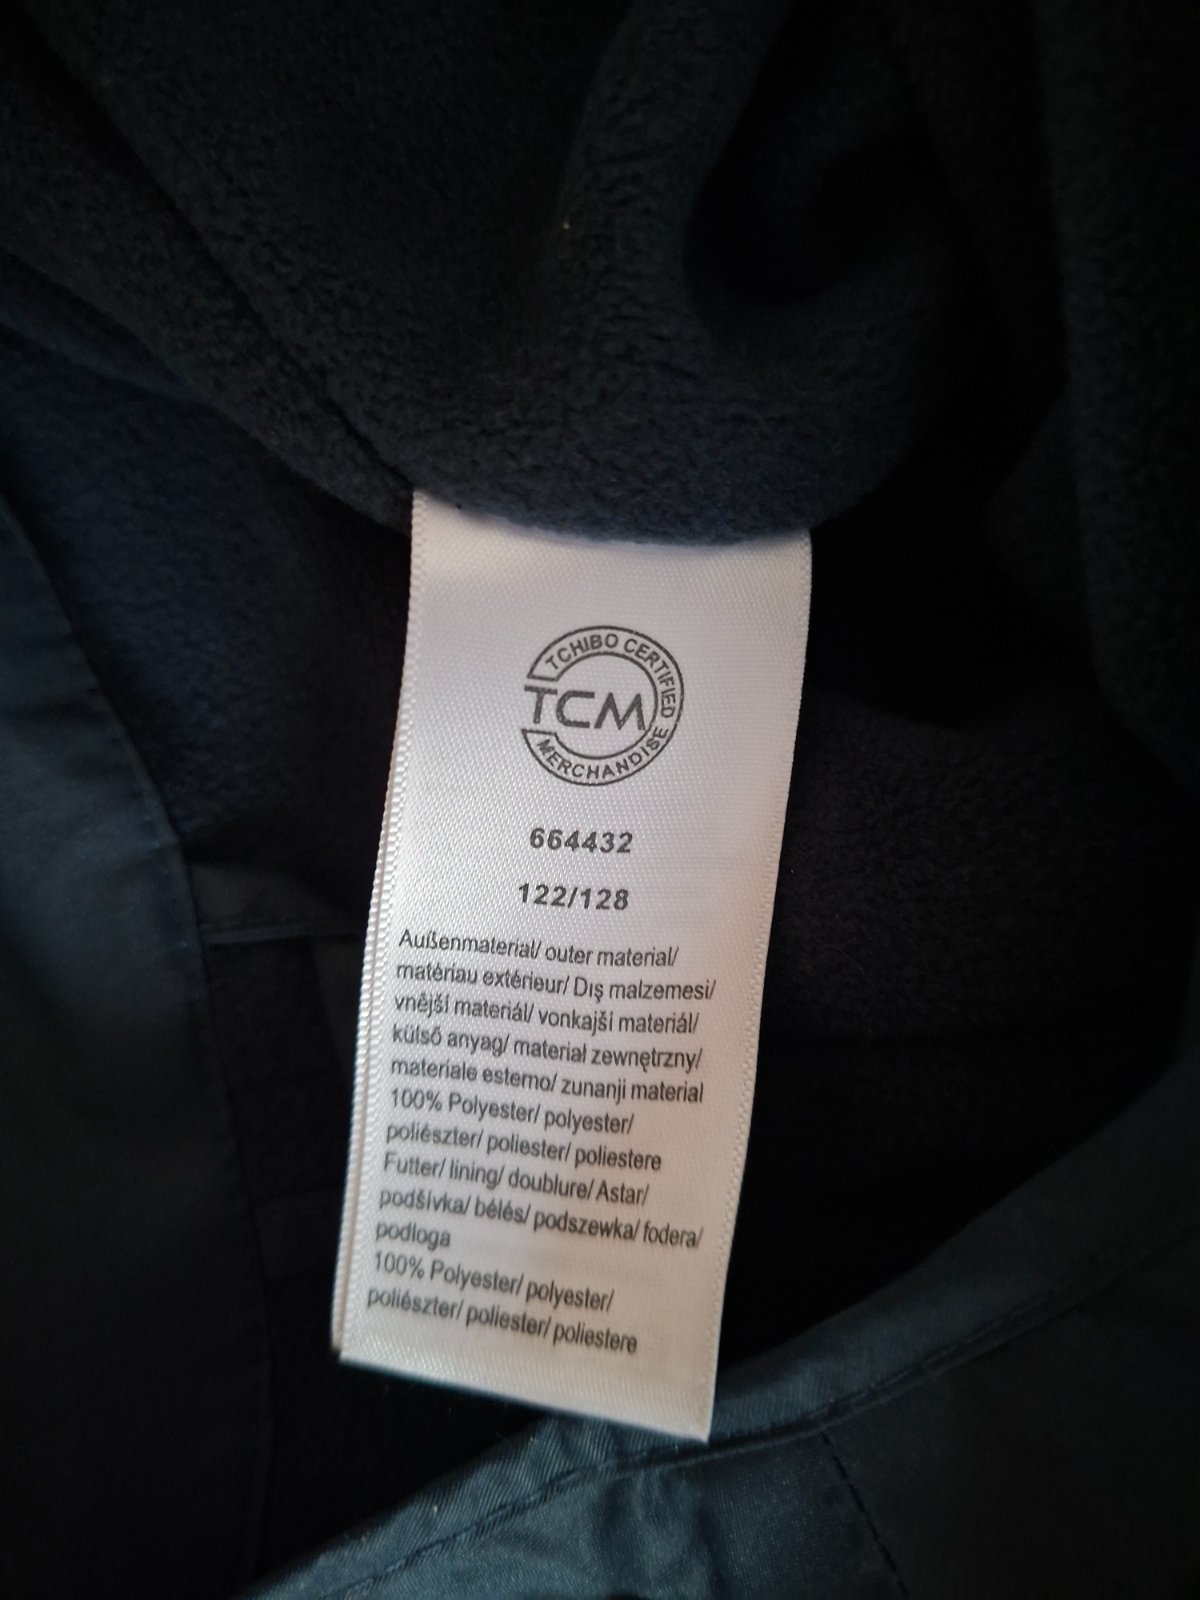 TCHIBO CERTIFIED
TCM
MERCHANDISE
664432
122/128
Außenmaterial/ outer material/
matériau extérieur/ Dış malzemesi/
vnější materiál/ vonkajší materiál/
külső anyag/ materiał zewnętrzny/
materiale esterno/ zunanji material
100% Polyester/ polyester/
poliészter/ poliester/ poliestere
Futter/ lining/ doublure/ Astar/
podšívka/ bélés/ podszewka/ fodera/
podloga
100% Polyester/ polyester/
poliészter/ poliester/ poliestere